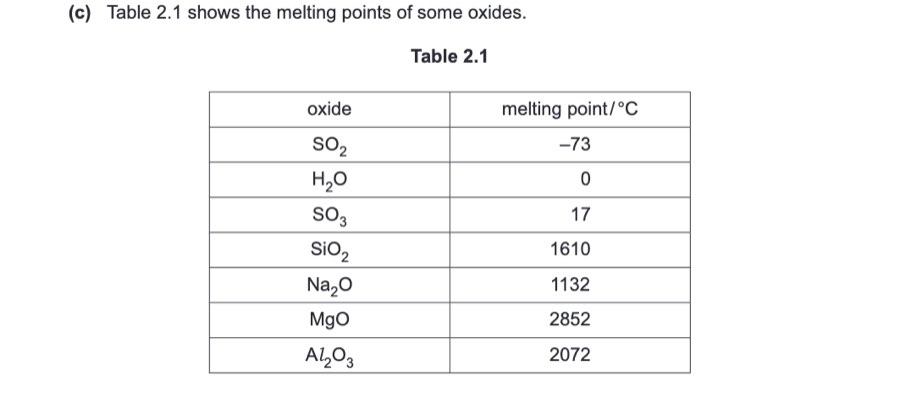 (c) Table 2.1 shows the melting points of some oxides.
Table 2.1
oxide melting point/°C
SO₂ –73
H₂O 0
SO₃ 17
SiO₂ 1610
Na₂O 1132
MgO 2852
Al₂O₃ 2072